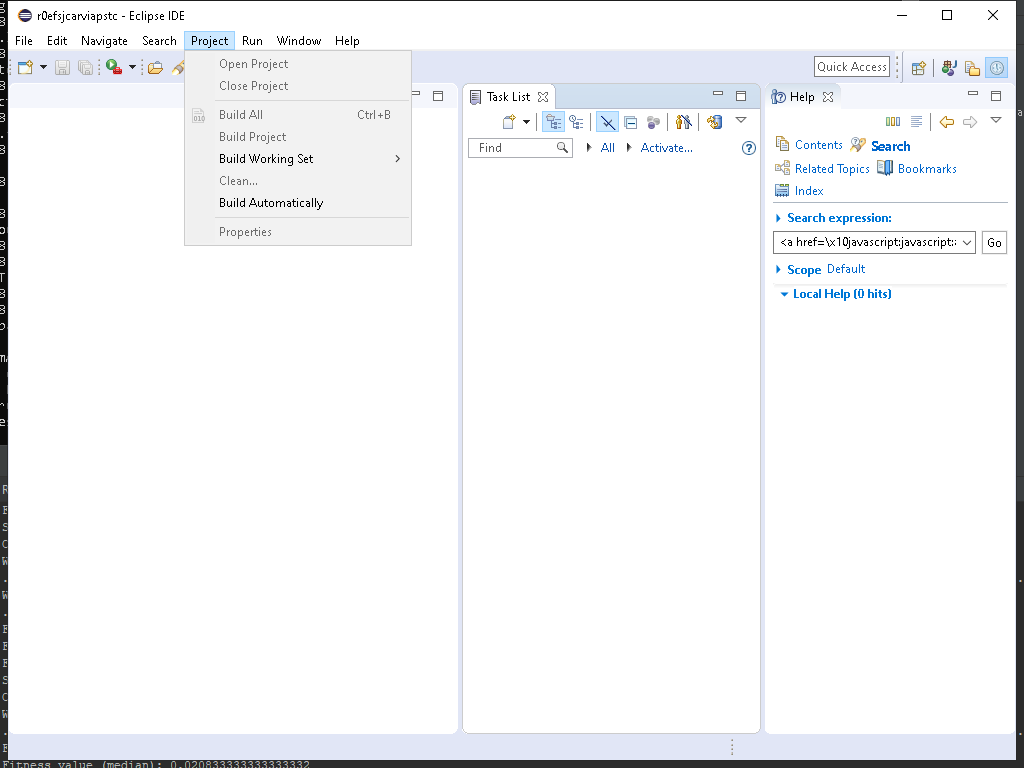 r0efsjcarviapstc - Eclipse IDE
File Edit Navigate Search Project Run Window Help
Quick Access
Open Project
Close Project
Build All Ctrl+B
Build Project
Build Working Set
Clean...
Build Automatically
Properties
Task List
Find
All
Activate...
Help
Contents
Search
Related Topics
Bookmarks
Index
Search expression:
<a href=\x10javascript:javascript:
Go
Scope Default
Local Help (0 hits)
Fitness value (median): 0.020833333333333332